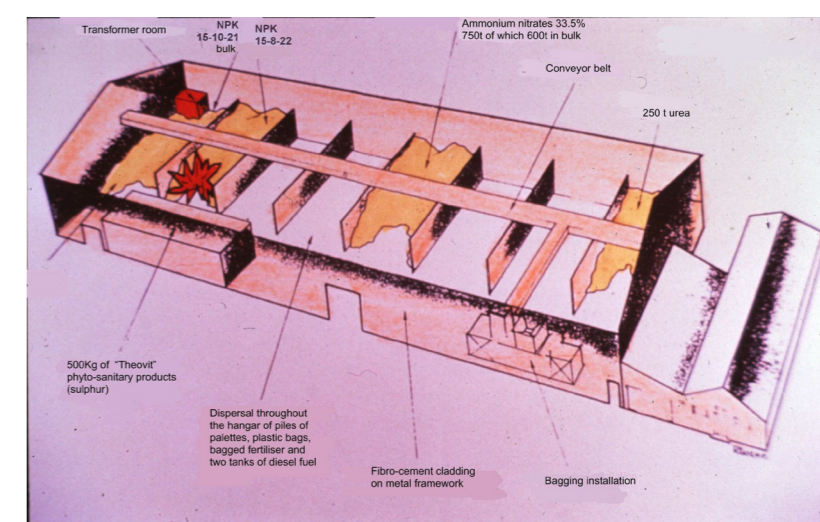 Transformer room
NPK
15-10-21
bulk
NPK
15-8-22
Ammonium nitrates 33.5%
750t of which 600t in bulk
Conveyor belt
250 t urea
500Kg of "Theovit"
phyto-sanitary products
(sulphur)
Dispersal throughout
the hangar of piles of
palettes, plastic bags,
bagged fertiliser and
two tanks of diesel fuel
Fibro-cement cladding
on metal framework
Bagging installation